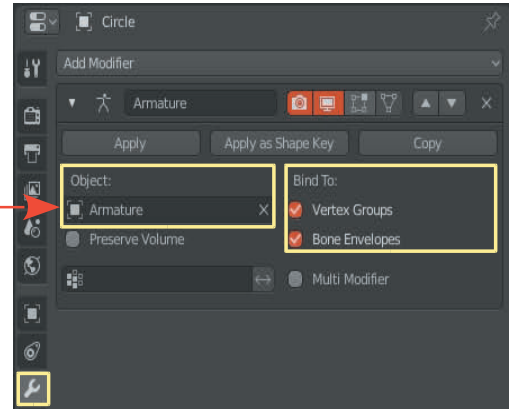 Circle
Add Modifier
Armature
Apply Apply as Shape Key Copy
Object: Bind To:
Armature Vertex Groups
Preserve Volume Bone Envelopes
Multi Modifier